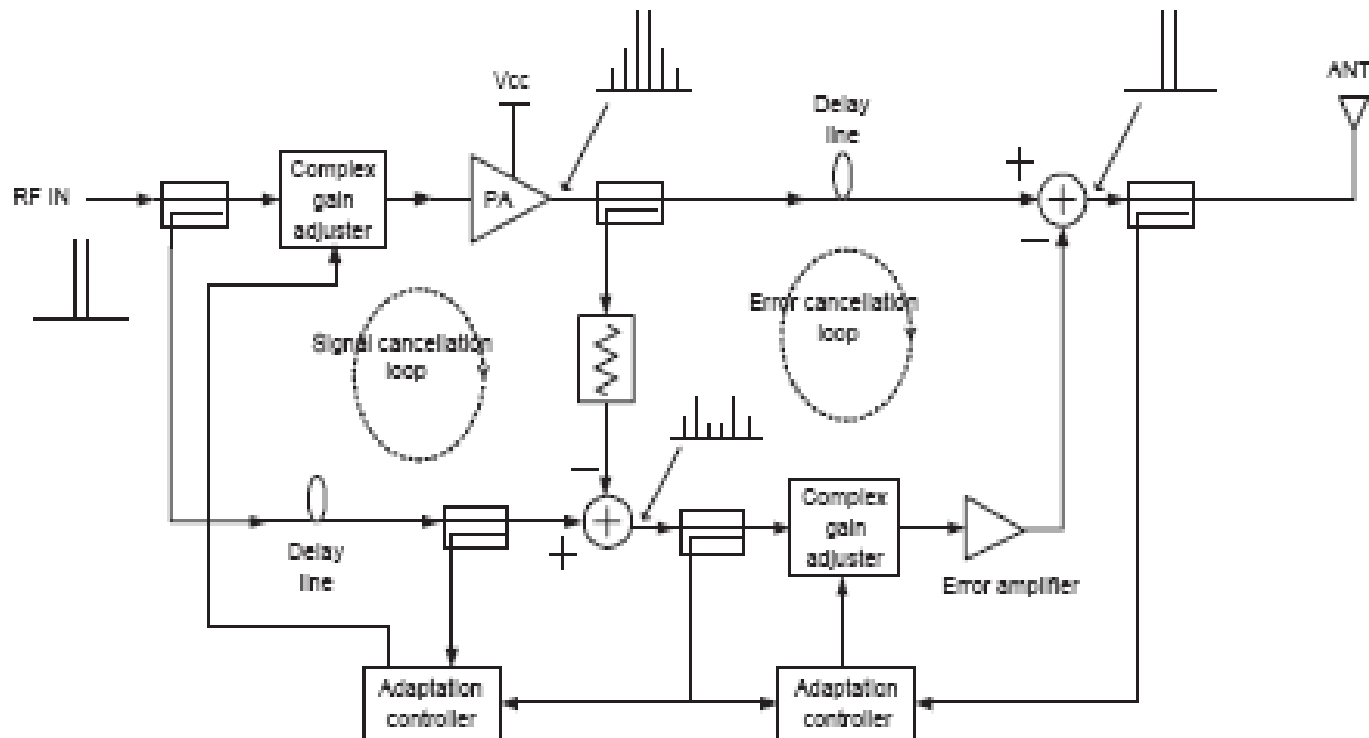 Vcc
ANT
Delay
line
Complex
gain
adjuster
RF IN
PA
+
+
−
Signal cancellation
loop
Error cancellation
loop
−
Complex
gain
adjuster
+
+
Delay
line
Error amplifier
Adaptation
controller
Adaptation
controller